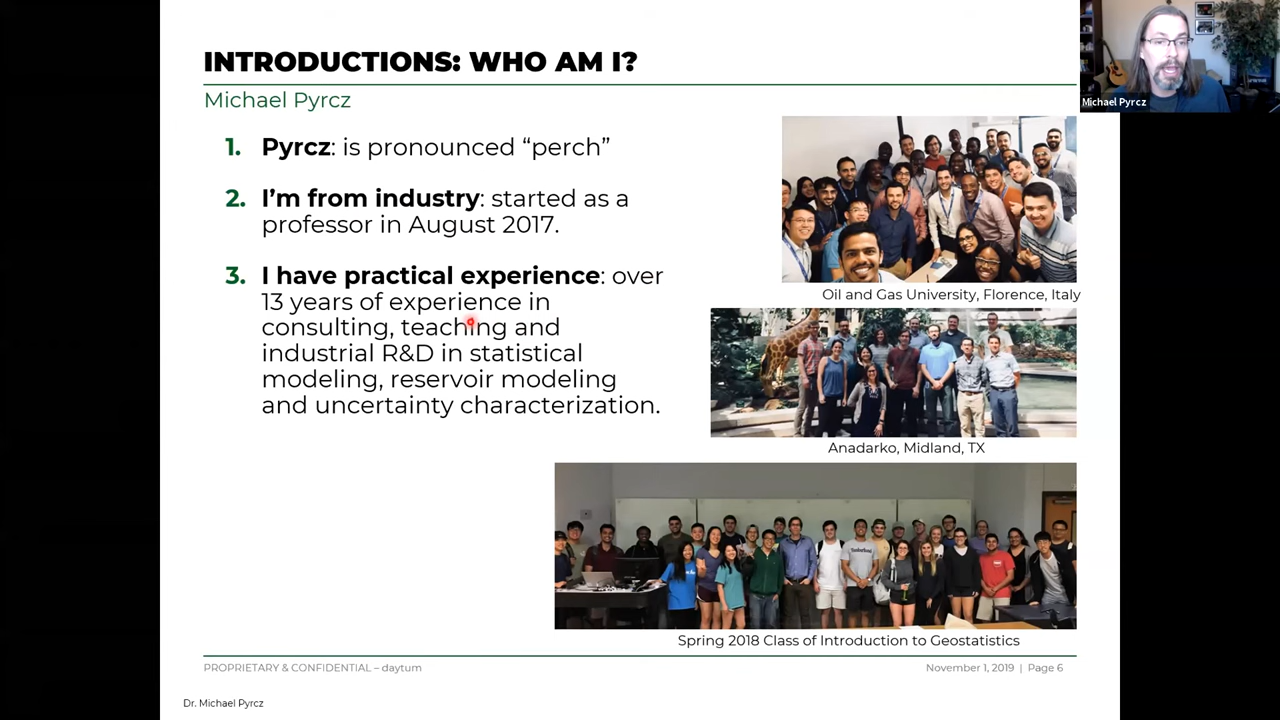 INTRODUCTIONS: WHO AM I?
Michael Pyrcz
Michael Pyrcz
1. Pyrcz: is pronounced “perch”
2. I’m from industry: started as a
professor in August 2017.
3. I have practical experience: over
13 years of experience in
consulting, teaching and
industrial R&D in statistical
modeling, reservoir modeling
and uncertainty characterization.
Oil and Gas University, Florence, Italy
Anadarko, Midland, TX
Spring 2018 Class of Introduction to Geostatistics
PROPRIETARY & CONFIDENTIAL – daytum
November 1, 2019 | Page 6
Dr. Michael Pyrcz